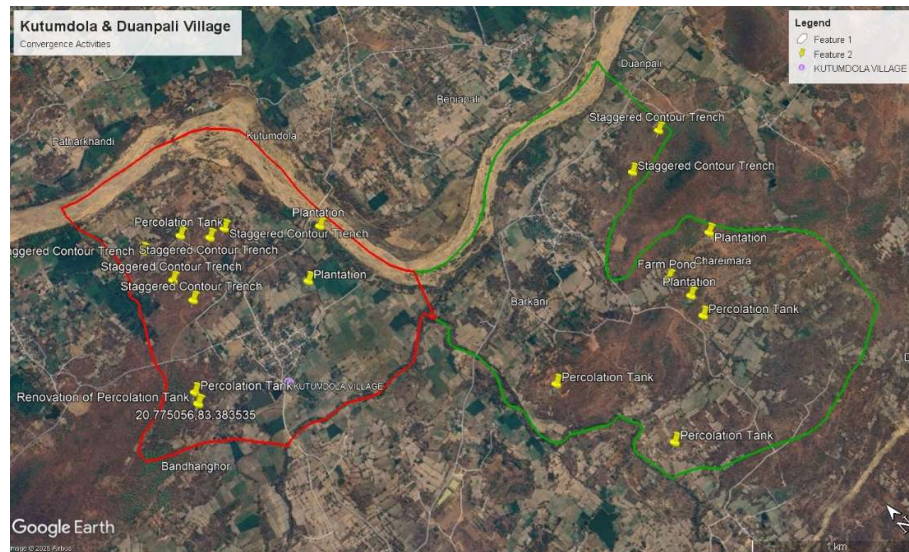 Kutumdola & Duanpali Village
Convergence Activities
Legend
Feature 1
Feature 2
KUTUMDOLA VILLAGE
Duanpali
Beniapali
Staggered Contour Trench
Kutumdola
Patharkhandi
Staggered Contour Trench
Plantation
Percolation Tank
Staggered Contour Trench
Plantation
aggered Contour Trench
Staggered Contour Trench
Chareimara
Farm Pond
Staggered Contour Trench
Plantation
Plantation
Staggered Contour Trench
Barkani
Percolation Tank
Percolation Tank
Percolation Tank
KUTUMDOLA VILLAGE
Renovation of Percolation Tank
20.775056,83.383535
Percolation Tank
Bandhanghor
D
Google Earth
N
Image © 2025 Airbus
1 km